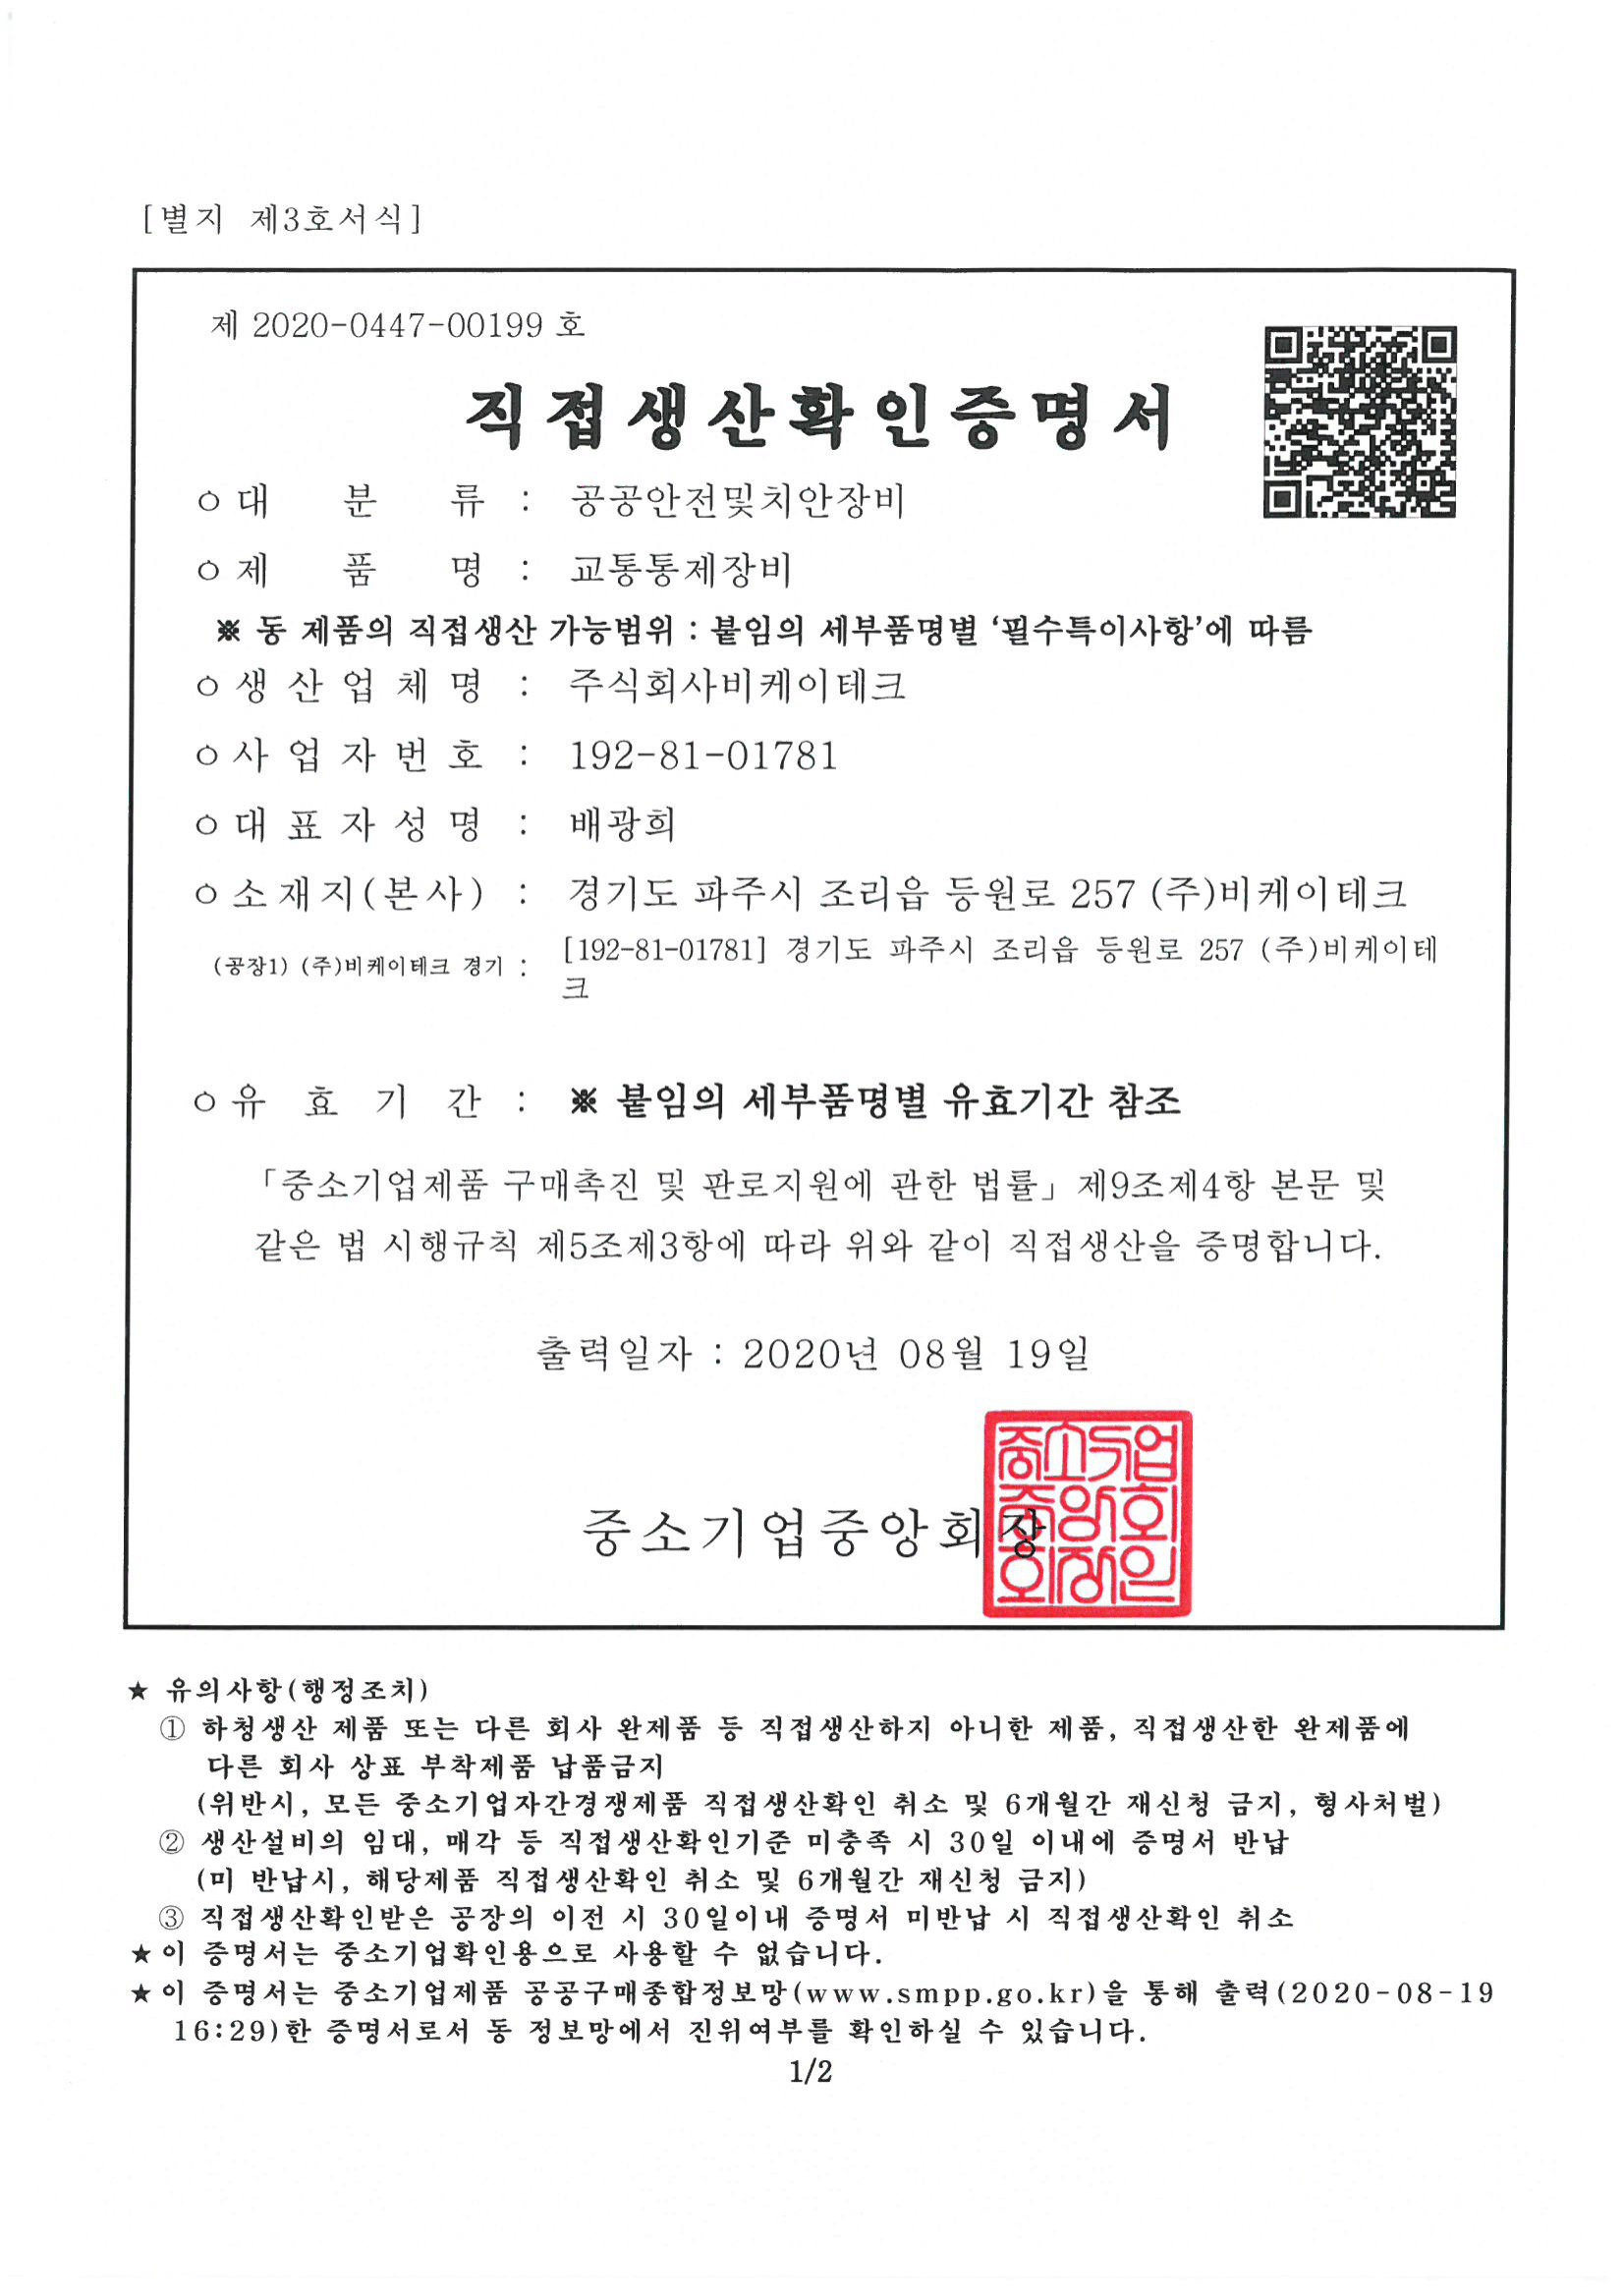 [별지 제3호서식]
제 2020-0447-00199 호
직접생산확인증명서
ㅇ 대 분 류 : 공공안전및치안장비
ㅇ 제 품 명 : 교통통제장비
※ 동 제품의 직접생산 가능범위 : 붙임의 세부품명별 ‘필수특이사항’에 따름
ㅇ 생 산 업 체 명 : 주식회사비케이테크
ㅇ 사 업 자 번 호 : 192-81-01781
ㅇ 대 표 자 성 명 : 배광희
ㅇ 소 재 지(본 사) : 경기도 파주시 조리읍 등원로 257 (주)비케이테크
(공장1) (주)비케이테크 경기 : [192-81-01781] 경기도 파주시 조리읍 등원로 257 (주)비케이테
크
ㅇ 유 효 기 간 : ※ 붙임의 세부품명별 유효기간 참조
「중소기업제품 구매촉진 및 판로지원에 관한 법률」 제9조제4항 본문 및
같은 법 시행규칙 제5조제3항에 따라 위와 같이 직접생산을 증명합니다.
출력일자 : 2020년 08월 19일
중소기업중앙회장
중소기업
중앙회
회장인
★ 유의사항(행정조치)
① 하청생산 제품 또는 다른 회사 완제품 등 직접생산하지 아니한 제품, 직접생산한 완제품에
다른 회사 상표 부착제품 납품금지
(위반시, 모든 중소기업자간경쟁제품 직접생산확인 취소 및 6개월간 재신청 금지, 형사처벌)
② 생산설비의 임대, 매각 등 직접생산확인기준 미충족 시 30일 이내에 증명서 반납
(미 반납시, 해당제품 직접생산확인 취소 및 6개월간 재신청 금지)
③ 직접생산확인받은 공장의 이전 시 30일이내 증명서 미반납 시 직접생산확인 취소
★ 이 증명서는 중소기업확인용으로 사용할 수 없습니다.
★ 이 증명서는 중소기업제품 공공구매종합정보망(www.smpp.go.kr)을 통해 출력(2020-08-19
16:29)한 증명서로서 동 정보망에서 진위여부를 확인하실 수 있습니다.
1/2